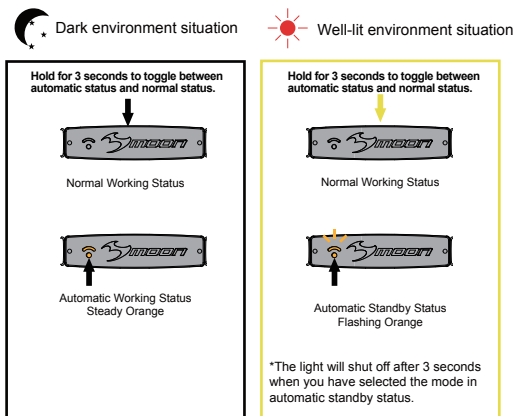 Dark environment situation
Hold for 3 seconds to toggle between
automatic status and normal status.
moon
Normal Working Status
moon
Automatic Working Status
Steady Orange
Well-lit environment situation
Hold for 3 seconds to toggle between
automatic status and normal status.
moon
Normal Working Status
moon
Automatic Standby Status
Flashing Orange
*The light will shut off after 3 seconds
when you have selected the mode in
automatic standby status.